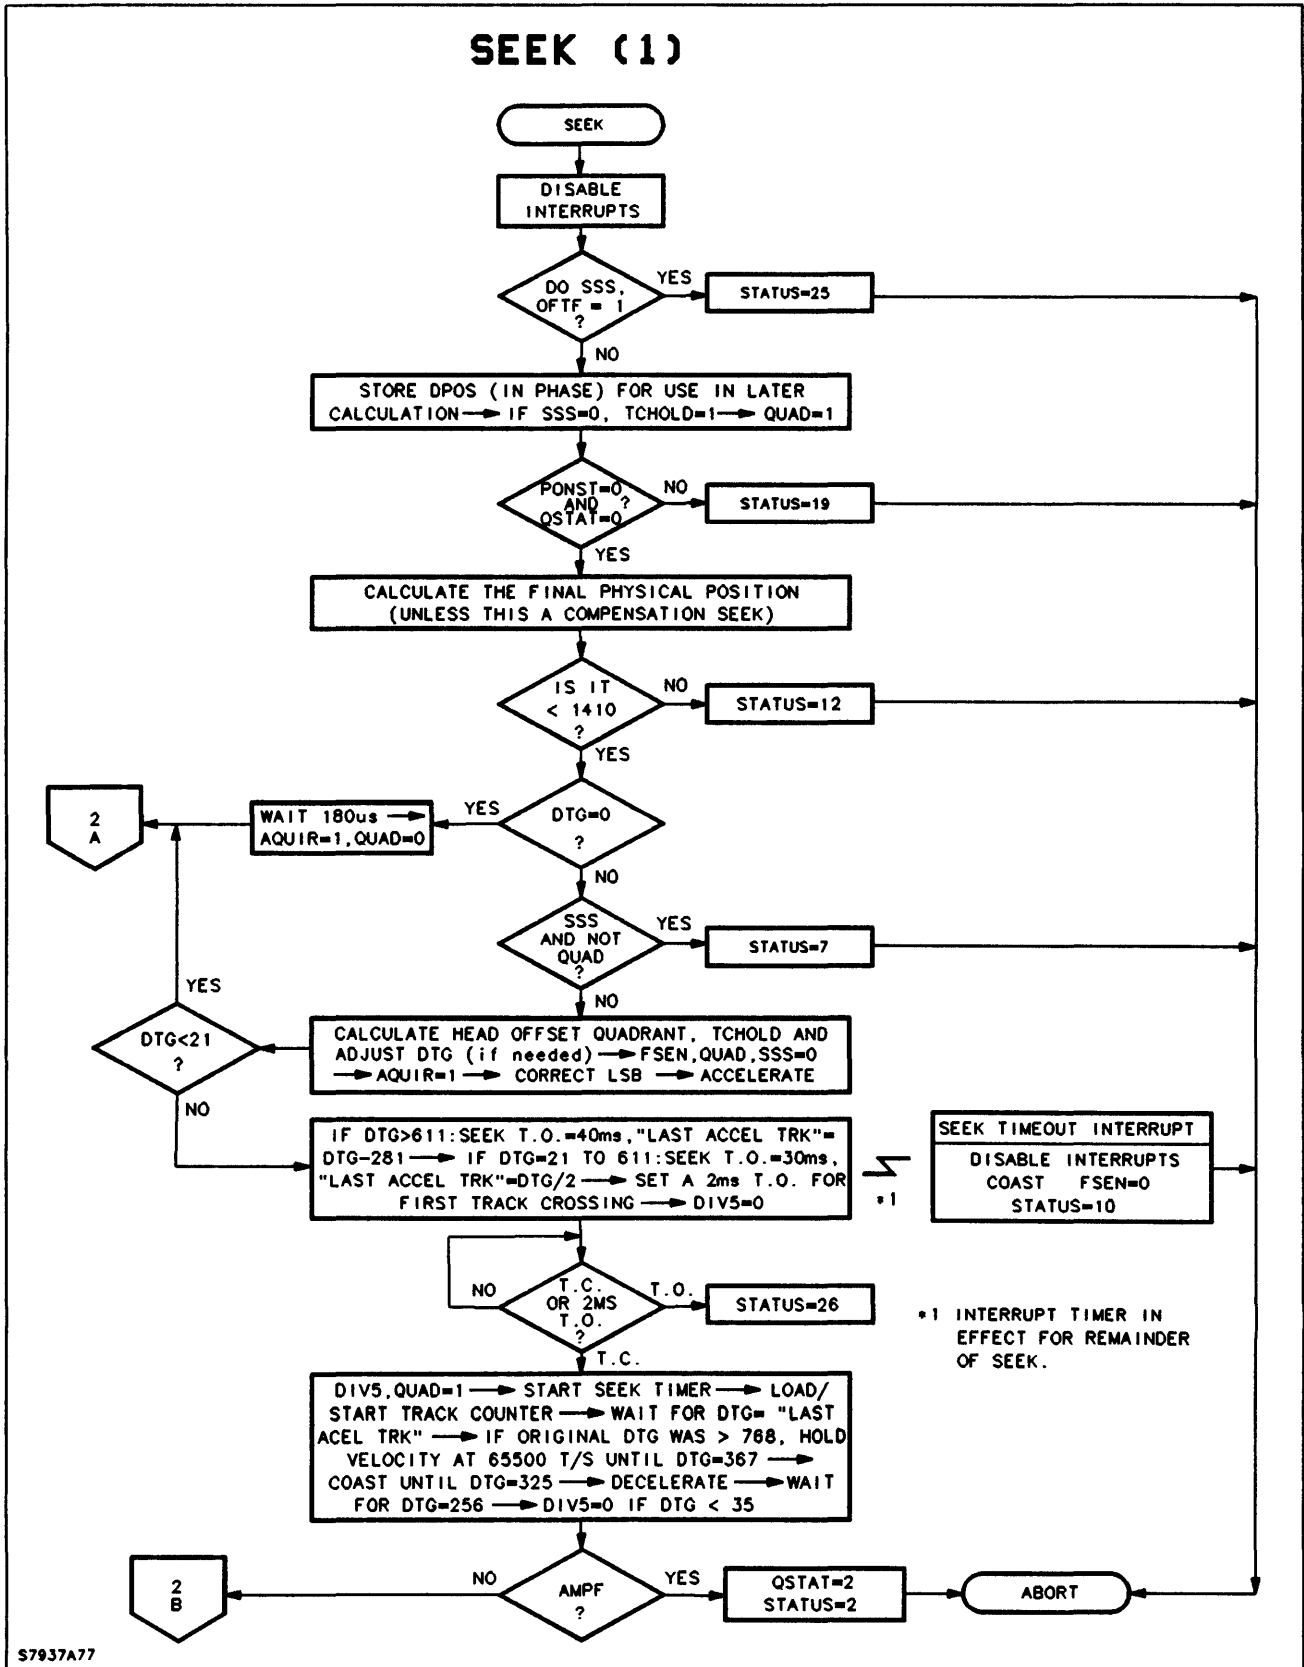 SEEK (1)
SEEK
DISABLE
INTERRUPTS
DO SSS,
OFTF = 1
?
YES
STATUS=25
NO
STORE DPOS (IN PHASE) FOR USE IN LATER
CALCULATION → IF SSS=0, TCHOLD=1 → QUAD=1
PONST=0
AND ?
QSTAT=0
NO
STATUS=19
YES
CALCULATE THE FINAL PHYSICAL POSITION
(UNLESS THIS A COMPENSATION SEEK)
IS IT
< 1410
?
NO
STATUS=12
YES
2
A
WAIT 180us →
AQUIR=1,QUAD=0
YES
DTG=0
?
NO
SSS
AND NOT
QUAD
?
YES
STATUS=7
NO
YES
DTG<21
?
NO
CALCULATE HEAD OFFSET QUADRANT, TCHOLD AND
ADJUST DTG (if needed) → FSEN,QUAD,SSS=0
→ AQUIR=1 → CORRECT LSB → ACCELERATE
IF DTG>611:SEEK T.O.=40ms,"LAST ACCEL TRK"=
DTG-281 → IF DTG=21 TO 611:SEEK T.O.=30ms,
"LAST ACCEL TRK"=DTG/2 → SET A 2ms T.O. FOR
FIRST TRACK CROSSING → DIV5=0
*1
SEEK TIMEOUT INTERRUPT
DISABLE INTERRUPTS
COAST FSEN=0
STATUS=10
NO
T.C.
OR 2MS
T.O.
?
T.O.
STATUS=26
*1 INTERRUPT TIMER IN
EFFECT FOR REMAINDER
OF SEEK.
T.C.
DIV5,QUAD=1 → START SEEK TIMER → LOAD/
START TRACK COUNTER → WAIT FOR DTG= "LAST
ACEL TRK" → IF ORIGINAL DTG WAS > 768, HOLD
VELOCITY AT 65500 T/S UNTIL DTG=367 →
COAST UNTIL DTG=325 → DECELERATE → WAIT
FOR DTG=256 → DIV5=0 IF DTG < 35
2
B
NO
AMPF
?
YES
QSTAT=2
STATUS=2
ABORT
S7937A77